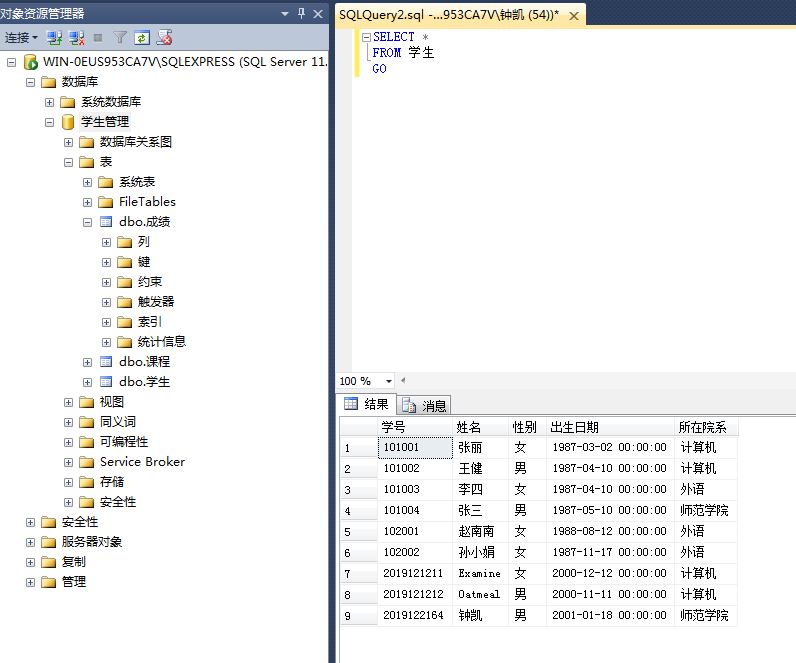 对象资源管理器
连接
WIN-0EUS953CA7V\SQLEXPRESS (SQL Server 11.
数据库
系统数据库
学生管理
数据库关系图
表
系统表
FileTables
dbo.成绩
列
键
约束
触发器
索引
统计信息
dbo.课程
dbo.学生
视图
同义词
可编程性
Service Broker
存储
安全性
安全性
服务器对象
复制
管理
SQLQuery2.sql -...953CA7V\钟凯 (54))*
SELECT *
FROM 学生
GO
100 %
结果 消息
学号 姓名 性别 出生日期 所在院系
1 101001 张丽 女 1987-03-02 00:00:00 计算机
2 101002 王健 男 1987-04-10 00:00:00 计算机
3 101003 李四 女 1987-04-10 00:00:00 外语
4 101004 张三 男 1987-05-10 00:00:00 师范学院
5 102001 赵南南 女 1988-08-12 00:00:00 外语
6 102002 孙小娟 女 1987-11-17 00:00:00 外语
7 2019121211 Examine 女 2000-12-12 00:00:00 计算机
8 2019121212 Oatmeal 男 2000-11-11 00:00:00 计算机
9 2019122164 钟凯 男 2001-01-18 00:00:00 师范学院